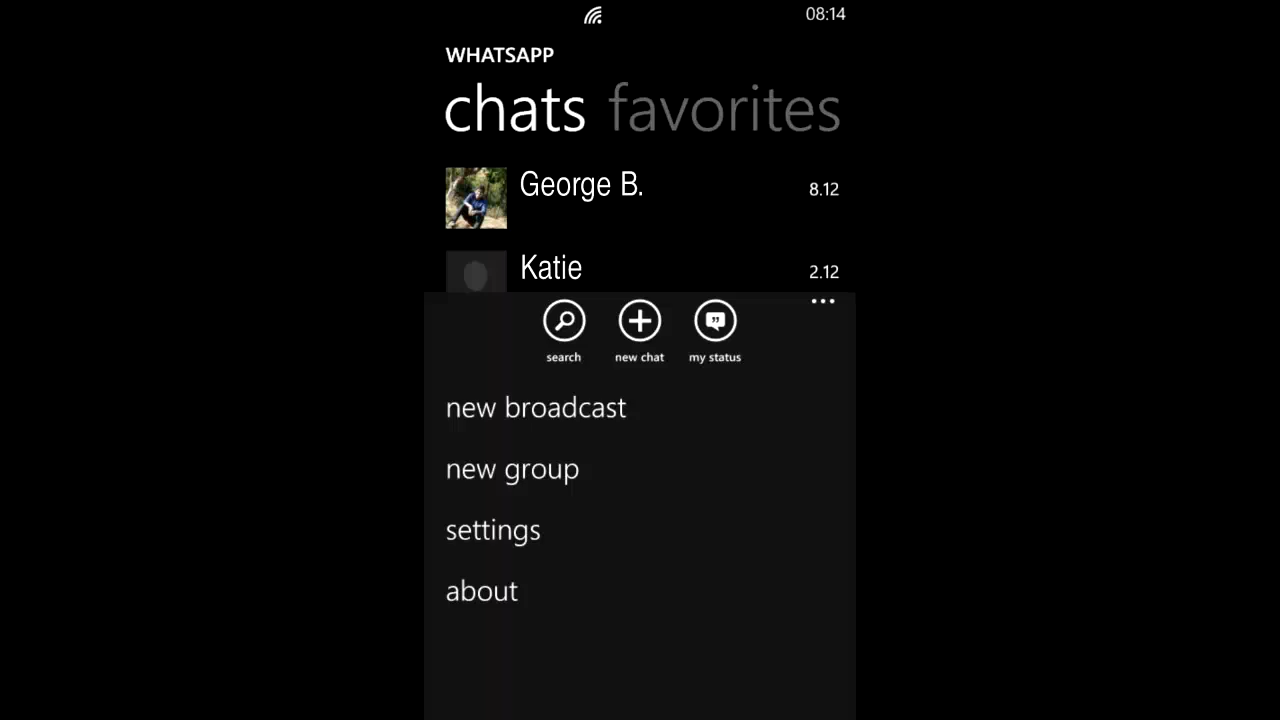 08:14
WHATSAPP
chats favorites
George B. 8.12
Katie 2.12
search new chat my status
new broadcast
new group
settings
about